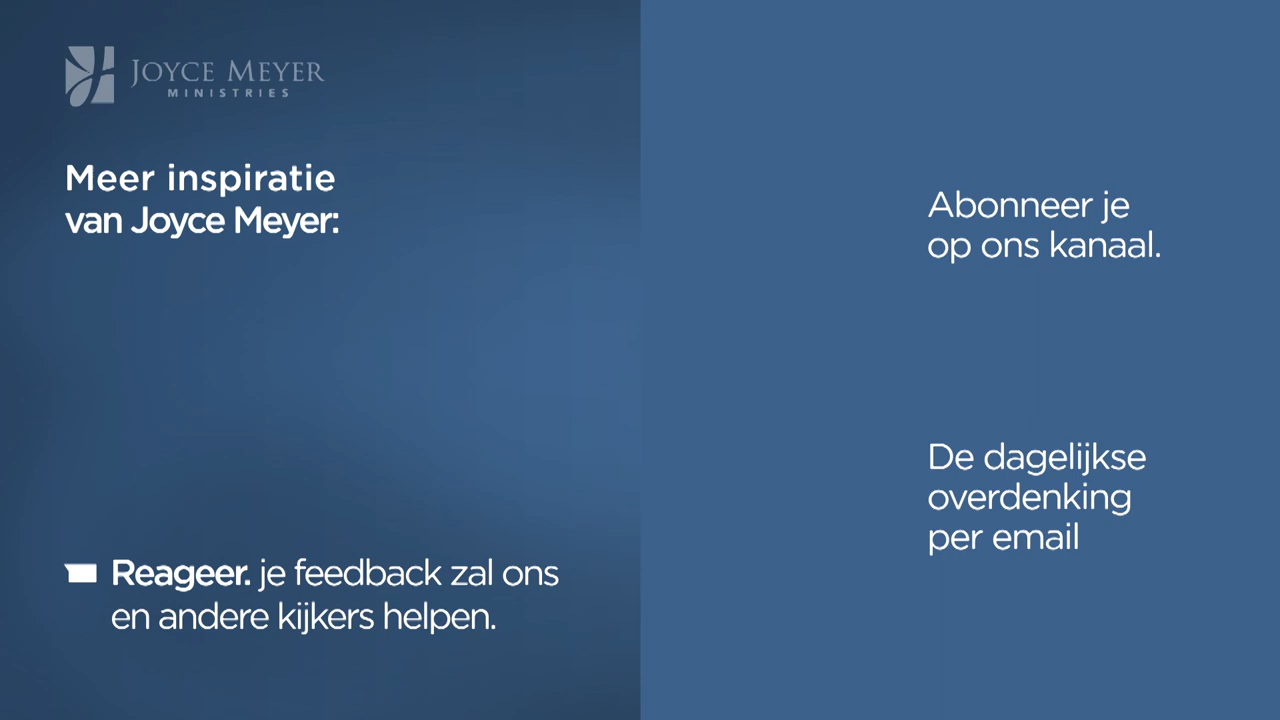 JOYCE MEYER
MINISTRIES
Meer inspiratie
van Joyce Meyer:
Reageer. je feedback zal ons
en andere kijkers helpen.
Abonneer je
op ons kanaal.
De dagelijkse
overdenking
per email